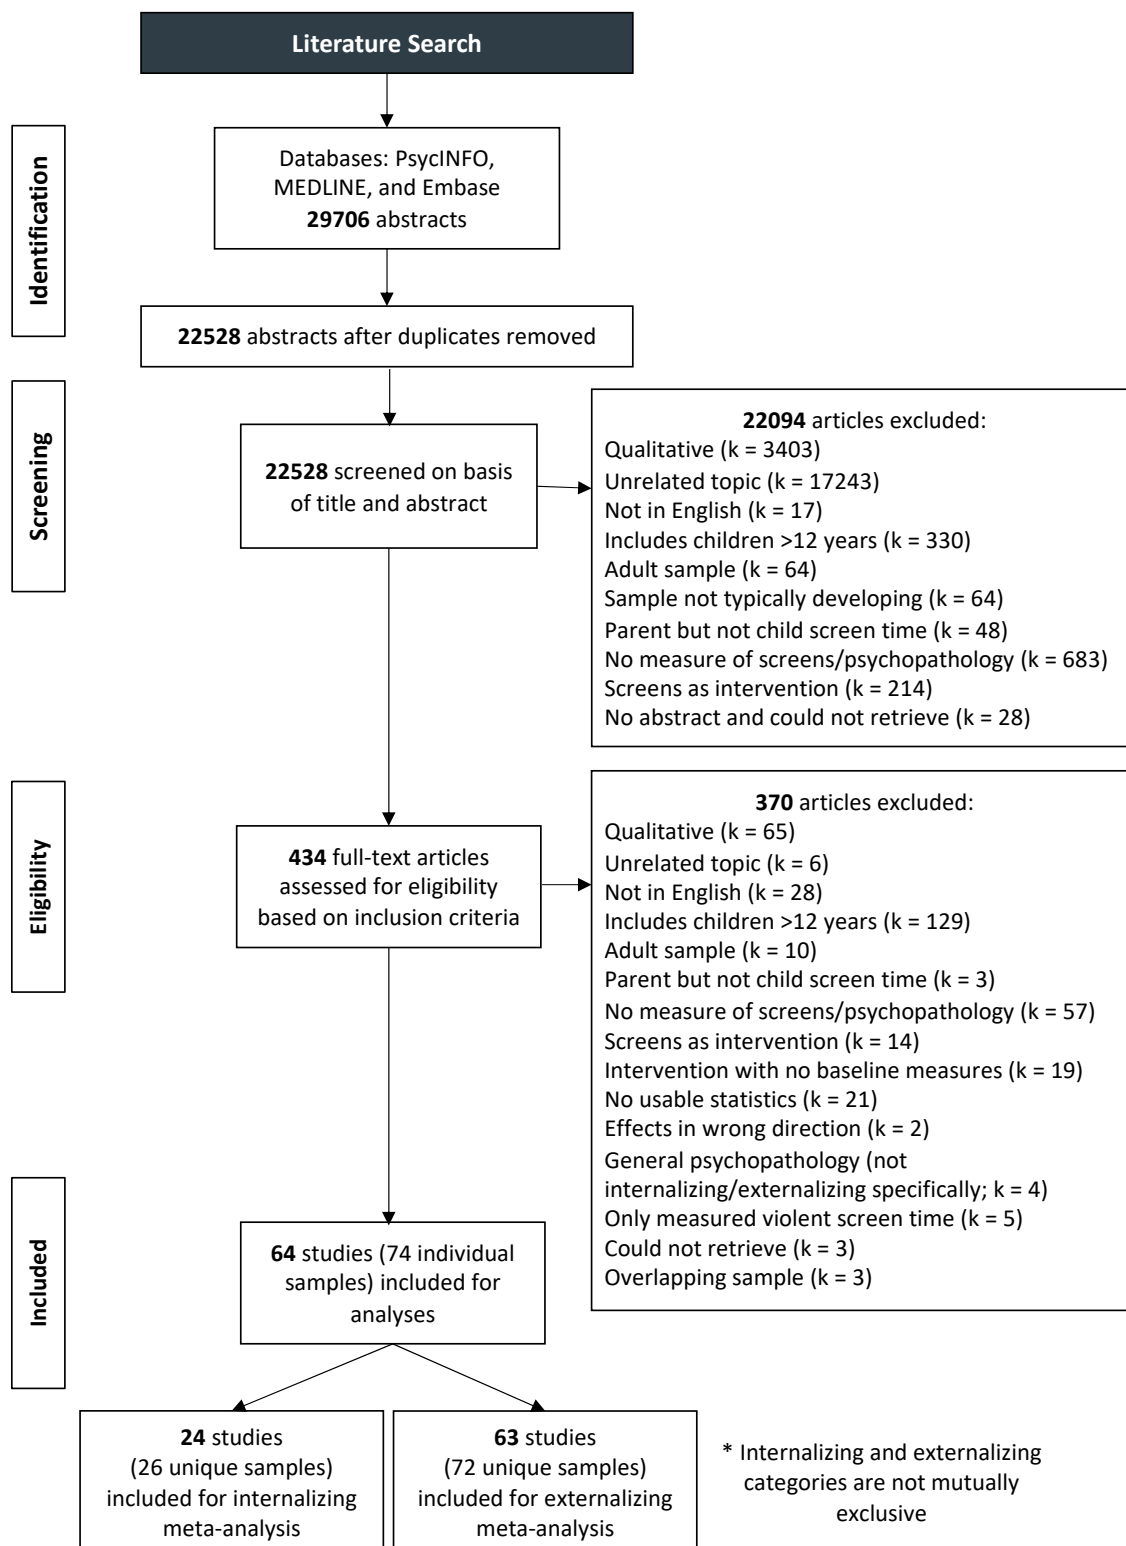 Literature Search
Identification
Databases: PsycINFO,
MEDLINE, and Embase
29706 abstracts
22528 abstracts after duplicates removed
Screening
22528 screened on basis
of title and abstract
22094 articles excluded:
Qualitative (k = 3403)
Unrelated topic (k = 17243)
Not in English (k = 17)
Includes children >12 years (k = 330)
Adult sample (k = 64)
Sample not typically developing (k = 64)
Parent but not child screen time (k = 48)
No measure of screens/psychopathology (k = 683)
Screens as intervention (k = 214)
No abstract and could not retrieve (k = 28)
Eligibility
434 full-text articles
assessed for eligibility
based on inclusion criteria
370 articles excluded:
Qualitative (k = 65)
Unrelated topic (k = 6)
Not in English (k = 28)
Includes children >12 years (k = 129)
Adult sample (k = 10)
Parent but not child screen time (k = 3)
No measure of screens/psychopathology (k = 57)
Screens as intervention (k = 14)
Intervention with no baseline measures (k = 19)
No usable statistics (k = 21)
Effects in wrong direction (k = 2)
General psychopathology (not
internalizing/externalizing specifically; k = 4)
Only measured violent screen time (k = 5)
Could not retrieve (k = 3)
Overlapping sample (k = 3)
Included
64 studies (74 individual
samples) included for
analyses
24 studies
(26 unique samples)
included for internalizing
meta-analysis
63 studies
(72 unique samples)
included for externalizing
meta-analysis
* Internalizing and externalizing
categories are not mutually
exclusive